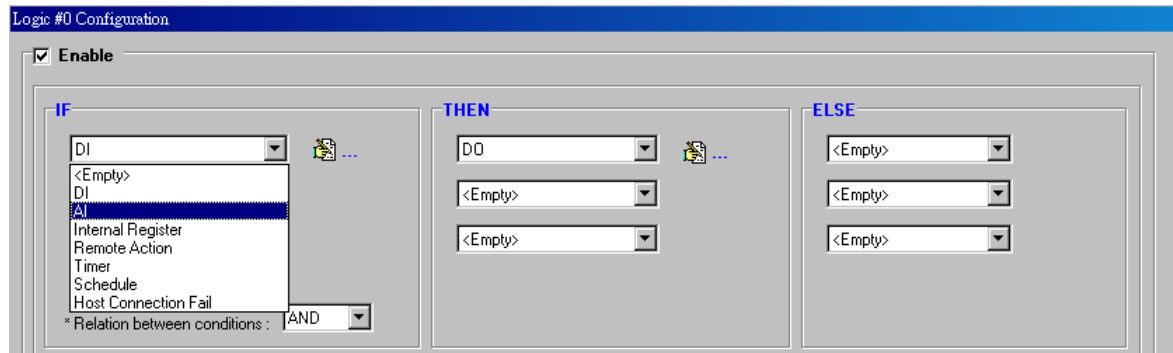 Logic #0 Configuration
Enable
IF
THEN
ELSE
DI
...
DO
...
<Empty>
<Empty>
DI
AI
Internal Register
Remote Action
Timer
Schedule
Host Connection Fail
<Empty>
<Empty>
<Empty>
<Empty>
* Relation between conditions :
AND